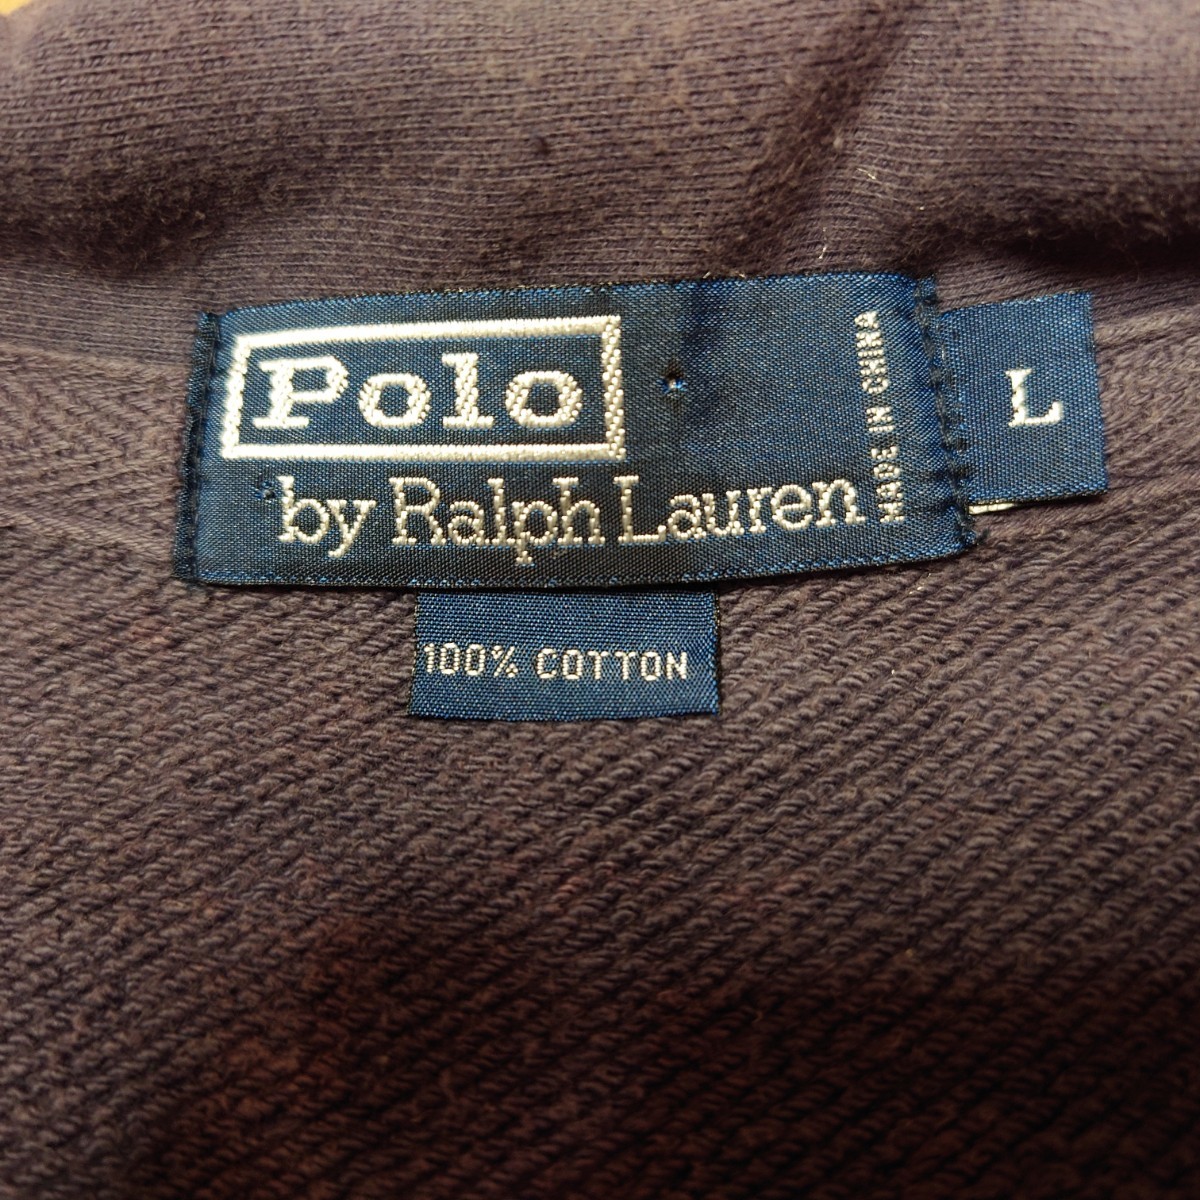 Polo
by Ralph Lauren
MADE IN CHINA
L
100% COTTON